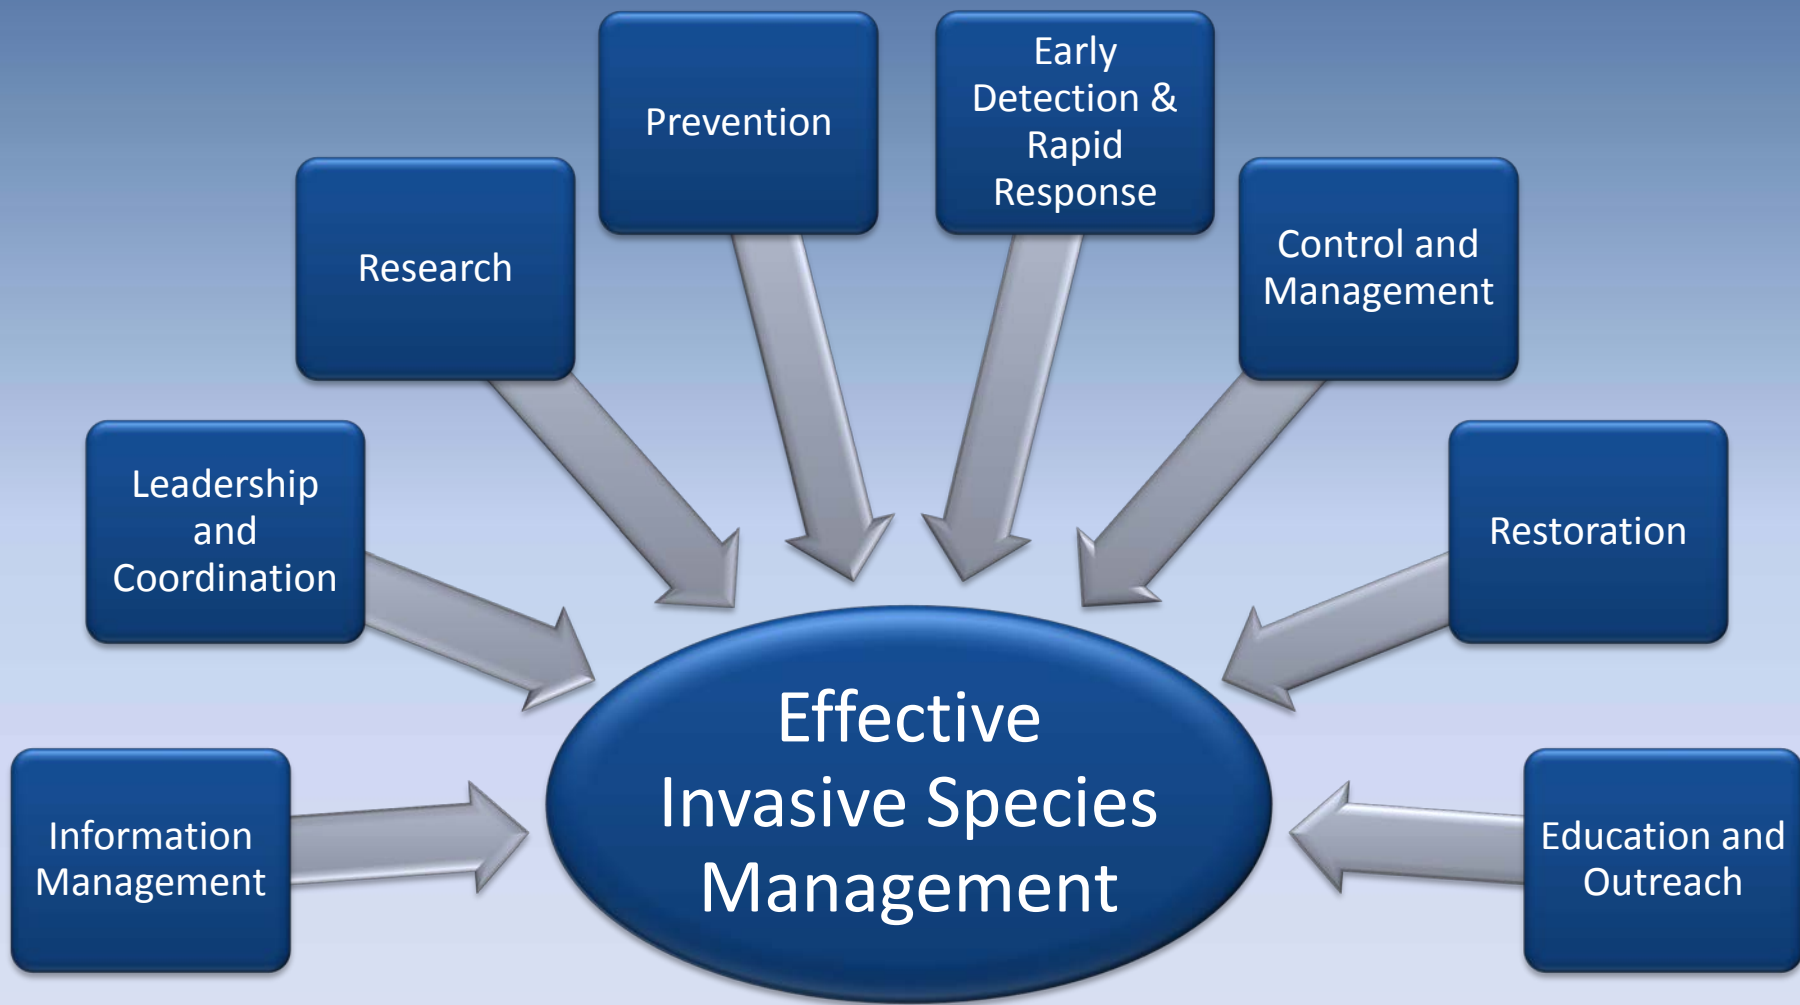 Prevention
Early
Detection &
Rapid
Response
Research
Control and
Management
Leadership
and
Coordination
Restoration
Information
Management
Effective
Invasive Species
Management
Education and
Outreach